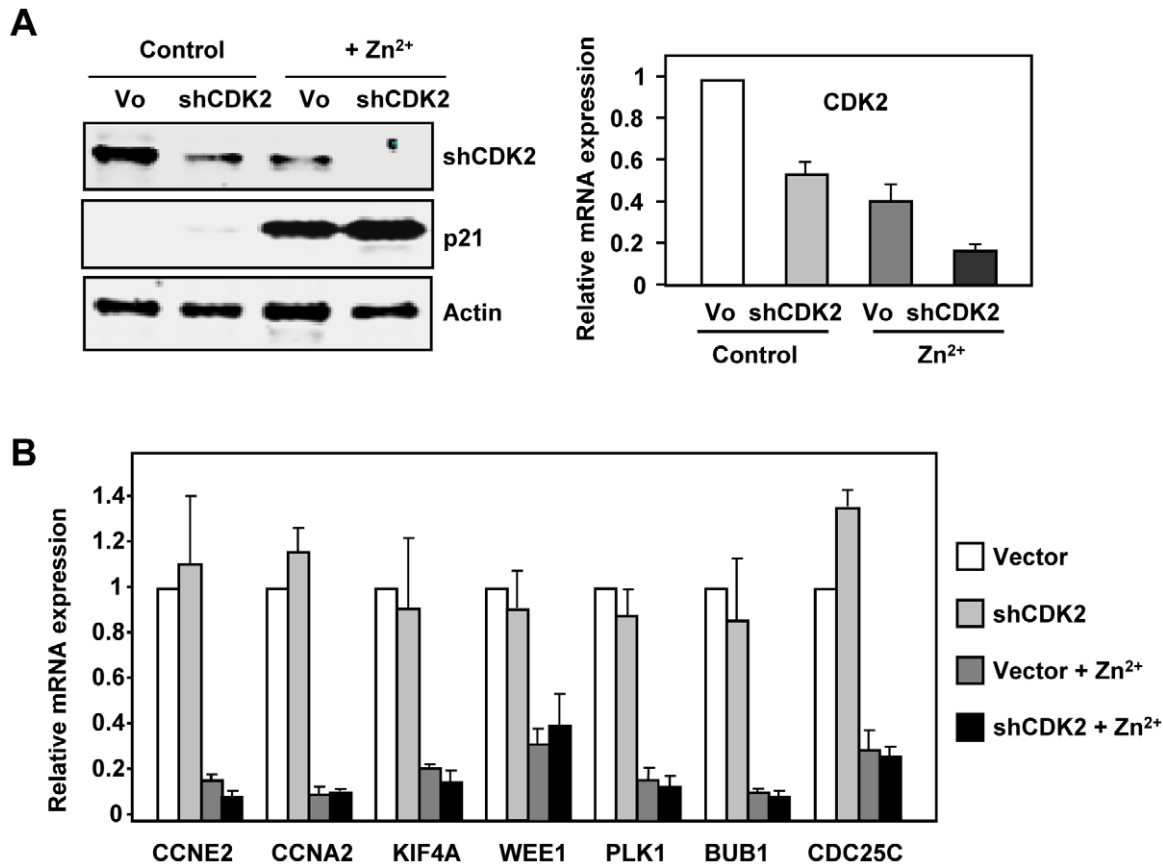 A
Control
+ Zn²⁺
Vo shCDK2 Vo shCDK2
shCDK2
p21
Actin
Relative mRNA expression
1
0.8
0.6
0.4
0.2
0
CDK2
Vo shCDK2 Vo shCDK2
Control Zn²⁺
B
Relative mRNA expression
1.4
1.2
1
0.8
0.6
0.4
0.2
0
CCNE2 CCNA2 KIF4A WEE1 PLK1 BUB1 CDC25C
Vector
shCDK2
Vector + Zn²⁺
shCDK2 + Zn²⁺